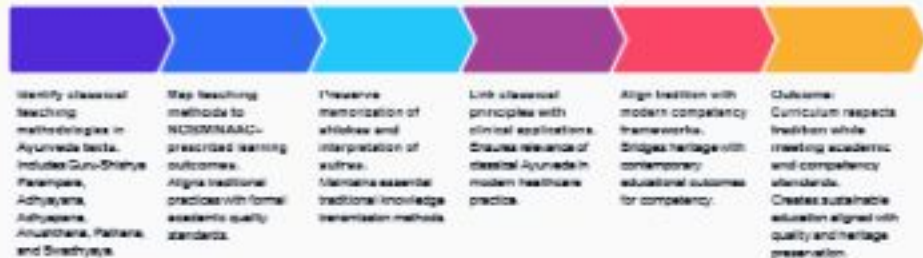 Identify classical
teaching
methodologies in
Ayurveda texts.
Includes Guru-Shishya
Parampara,
Adhyayana,
Adhyapana,
Anushthana, Pathana,
and Swadhyaya.
Map teaching
methods to
NCISM/NAAC-
prescribed learning
outcomes.
Aligns traditional
practices with formal
academic quality
standards.
Preserve
memorization of
shlokas and
interpretation of
sutras.
Maintains essential
traditional knowledge
transmission methods.
Link classical
principles with
clinical applications.
Ensures relevance of
classical Ayurveda in
modern healthcare
practice.
Align tradition with
modern competency
frameworks.
Bridges heritage with
contemporary
educational outcomes
for competency.
Outcome:
Curriculum respects
tradition while
meeting academic
and competency
standards.
Creates sustainable
education aligned with
quality and heritage
preservation.